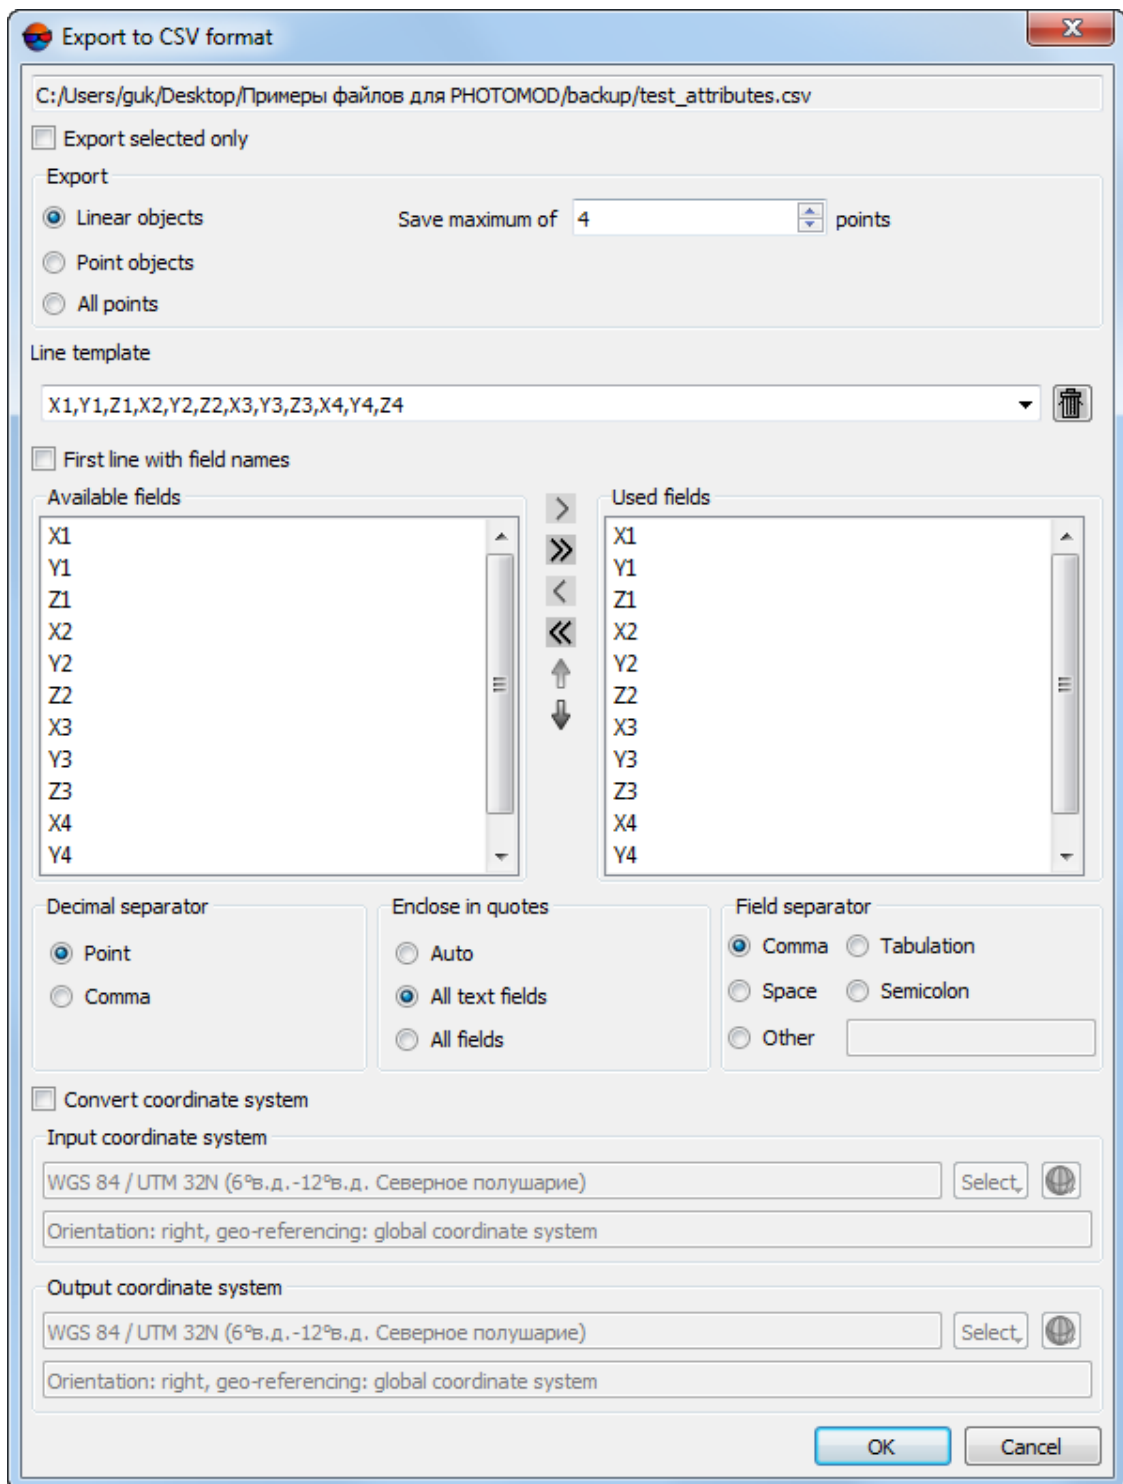 Export to CSV format
C:/Users/guk/Desktop/Примеры файлов для PHOTOMOD/backup/test_attributes.csv
Export selected only
Export
Linear objects
Save maximum of 4 points
Point objects
All points
Line template
X1,Y1,Z1,X2,Y2,Z2,X3,Y3,Z3,X4,Y4,Z4
First line with field names
Available fields
X1
Y1
Z1
X2
Y2
Z2
X3
Y3
Z3
X4
Y4
Used fields
X1
Y1
Z1
X2
Y2
Z2
X3
Y3
Z3
X4
Y4
Decimal separator
Point
Comma
Enclose in quotes
Auto
All text fields
All fields
Field separator
Comma
Tabulation
Space
Semicolon
Other
Convert coordinate system
Input coordinate system
WGS 84 / UTM 32N (6°в.д.-12°в.д. Северное полушарие)
Select
Orientation: right, geo-referencing: global coordinate system
Output coordinate system
WGS 84 / UTM 32N (6°в.д.-12°в.д. Северное полушарие)
Select
Orientation: right, geo-referencing: global coordinate system
OK
Cancel